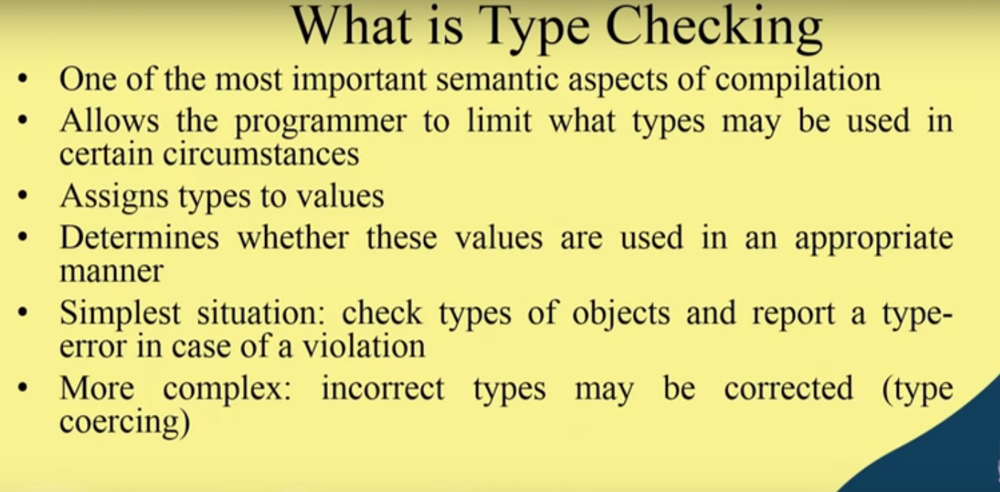 What is Type Checking
• One of the most important semantic aspects of compilation
• Allows the programmer to limit what types may be used in
certain circumstances
• Assigns types to values
• Determines whether these values are used in an appropriate
manner
• Simplest situation: check types of objects and report a type-
error in case of a violation
• More complex: incorrect types may be corrected (type
coercing)